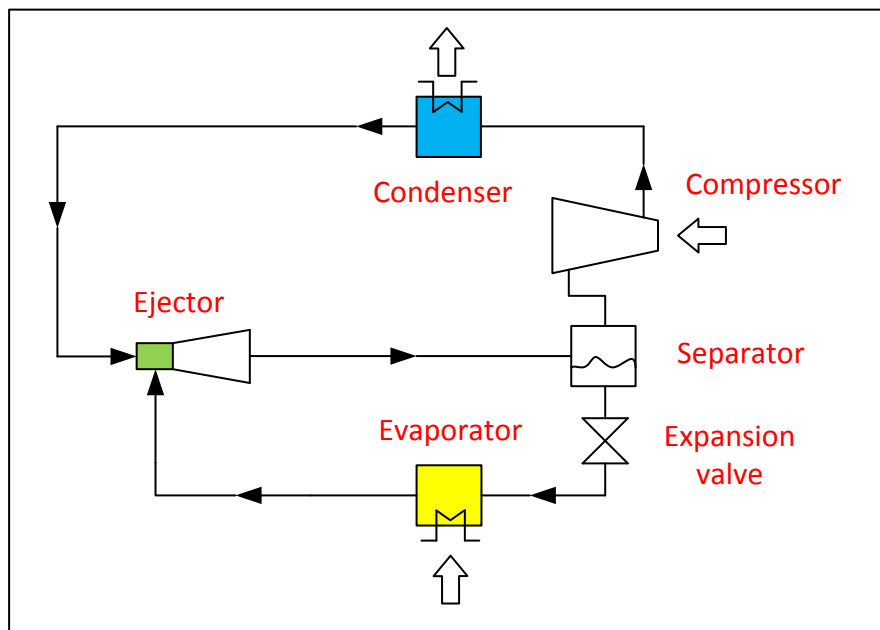 Condenser
Compressor
Ejector
Separator
Evaporator
Expansion
valve